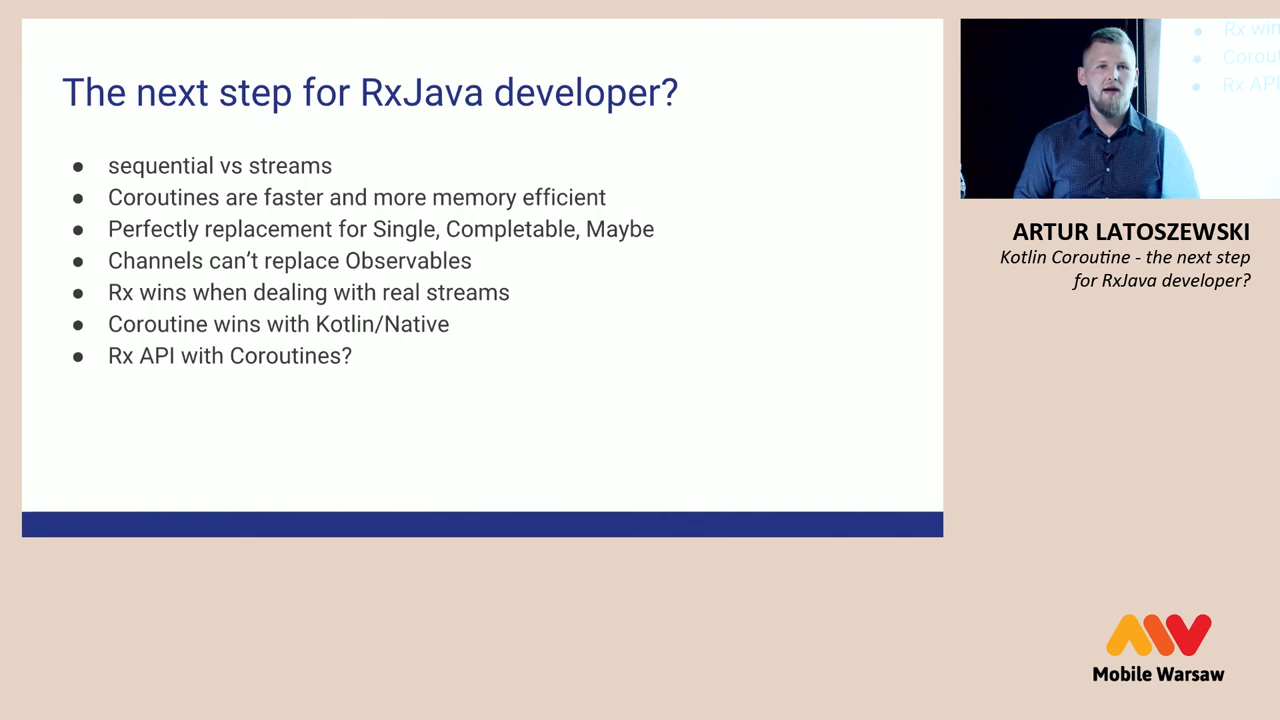 The next step for RxJava developer?
● sequential vs streams
● Coroutines are faster and more memory efficient
● Perfectly replacement for Single, Completable, Maybe
● Channels can't replace Observables
● Rx wins when dealing with real streams
● Coroutine wins with Kotlin/Native
● Rx API with Coroutines?
● Rx win
● Corout
● Rx API
ARTUR LATOSZEWSKI
Kotlin Coroutine - the next step
for RxJava developer?
Mobile Warsaw